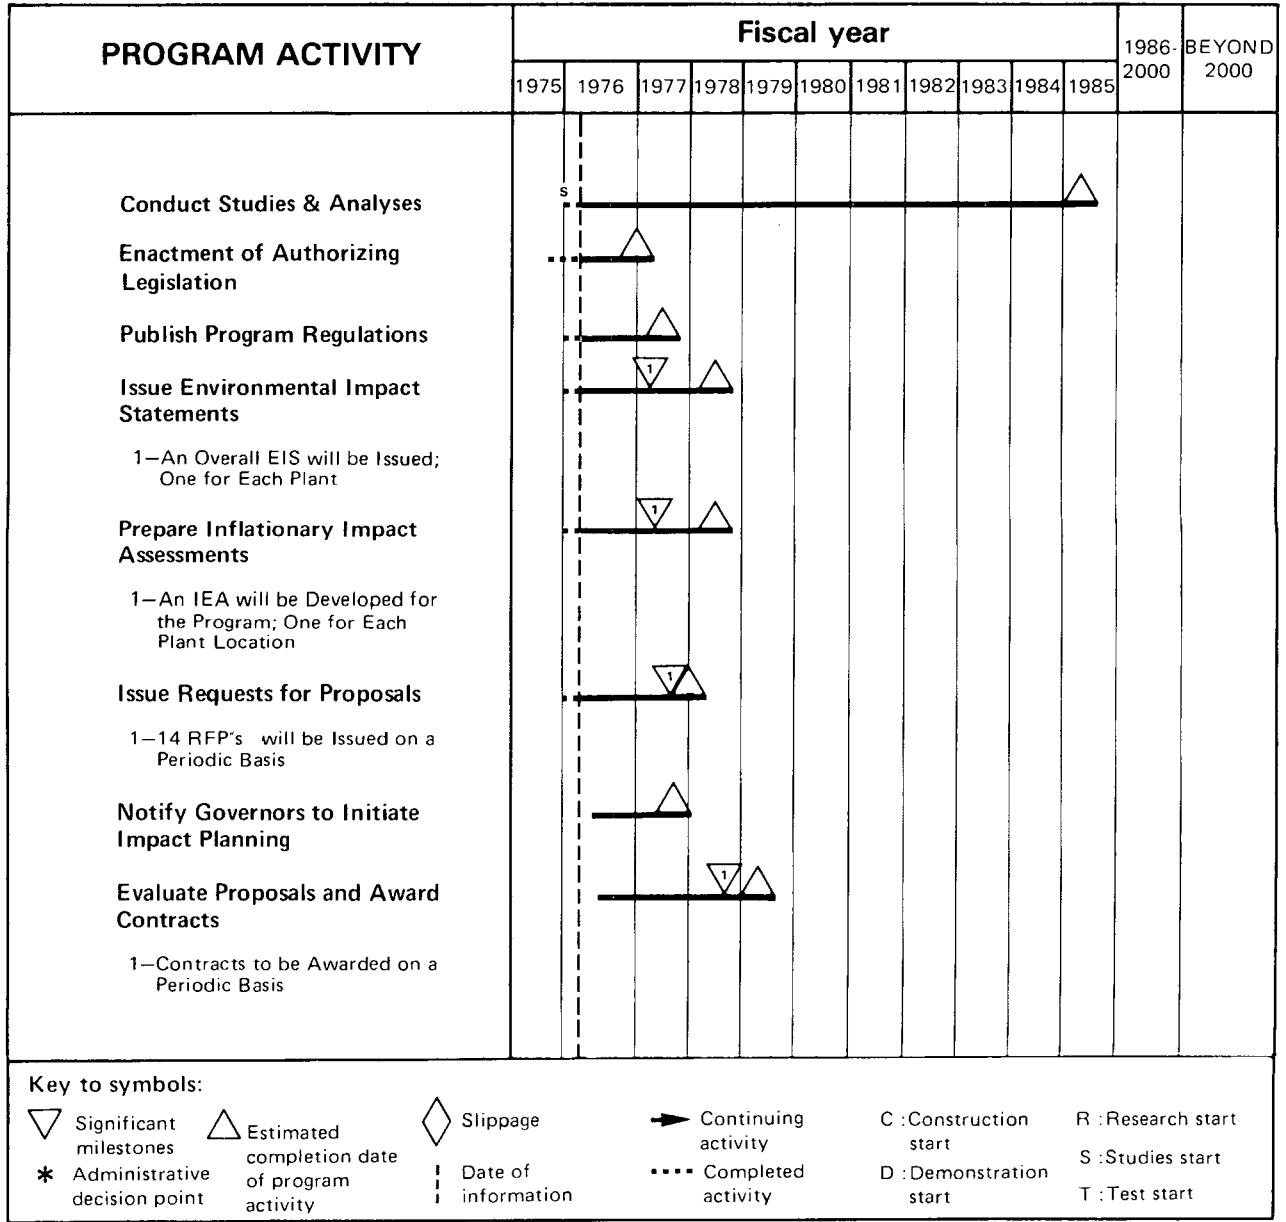 PROGRAM ACTIVITY
Fiscal year
1986-
2000
BEYOND
2000
1975 1976 1977 1978 1979 1980 1981 1982 1983 1984 1985
S
Conduct Studies & Analyses
Enactment of Authorizing
Legislation
Publish Program Regulations
1
Issue Environmental Impact
Statements
1—An Overall EIS will be Issued;
One for Each Plant
1
Prepare Inflationary Impact
Assessments
1—An IEA will be Developed for
the Program; One for Each
Plant Location
1
Issue Requests for Proposals
1—14 RFP's will be Issued on a
Periodic Basis
Notify Governors to Initiate
Impact Planning
1
Evaluate Proposals and Award
Contracts
1—Contracts to be Awarded on a
Periodic Basis
Key to symbols:
Significant
milestones
* Administrative
decision point
Estimated
completion date
of program
activity
Slippage
Date of
information
Continuing
activity
Completed
activity
C :Construction
start
D :Demonstration
start
R :Research start
S :Studies start
T :Test start